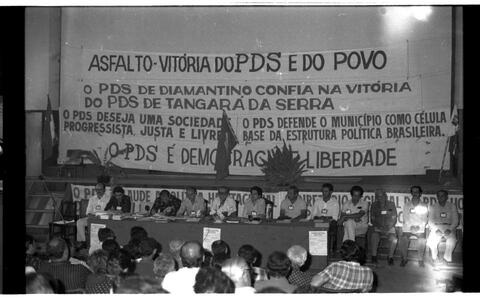 ASFALTO-VITÓRIA DO PDS E DO POVO
O PDS DE DIAMANTINO CONFIA NA VITÓRIA
DO PDS DE TANGARÁ DA SERRA
O PDS DESEJA UMA SOCIEDADE
PROGRESSISTA, JUSTA E LIVRE
O PDS DEFENDE O MUNICÍPIO COMO CÉLULA
BASE DA ESTRUTURA POLÍTICA BRASILEIRA.
O PDS É DEMOCRACIA LIBERDADE